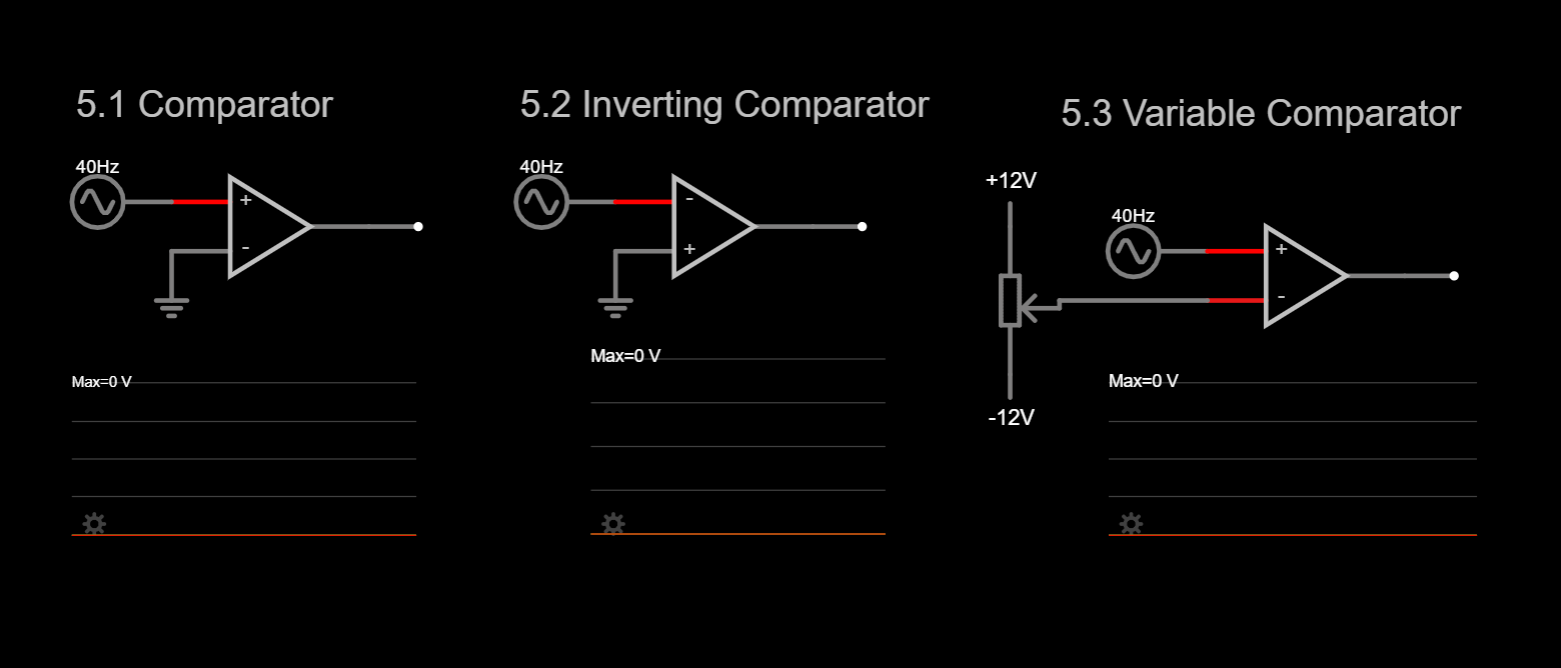 5.1 Comparator
40Hz
+
-
Max=0 V
5.2 Inverting Comparator
40Hz
-
+
Max=0 V
5.3 Variable Comparator
+12V
40Hz
+
-
-12V
Max=0 V